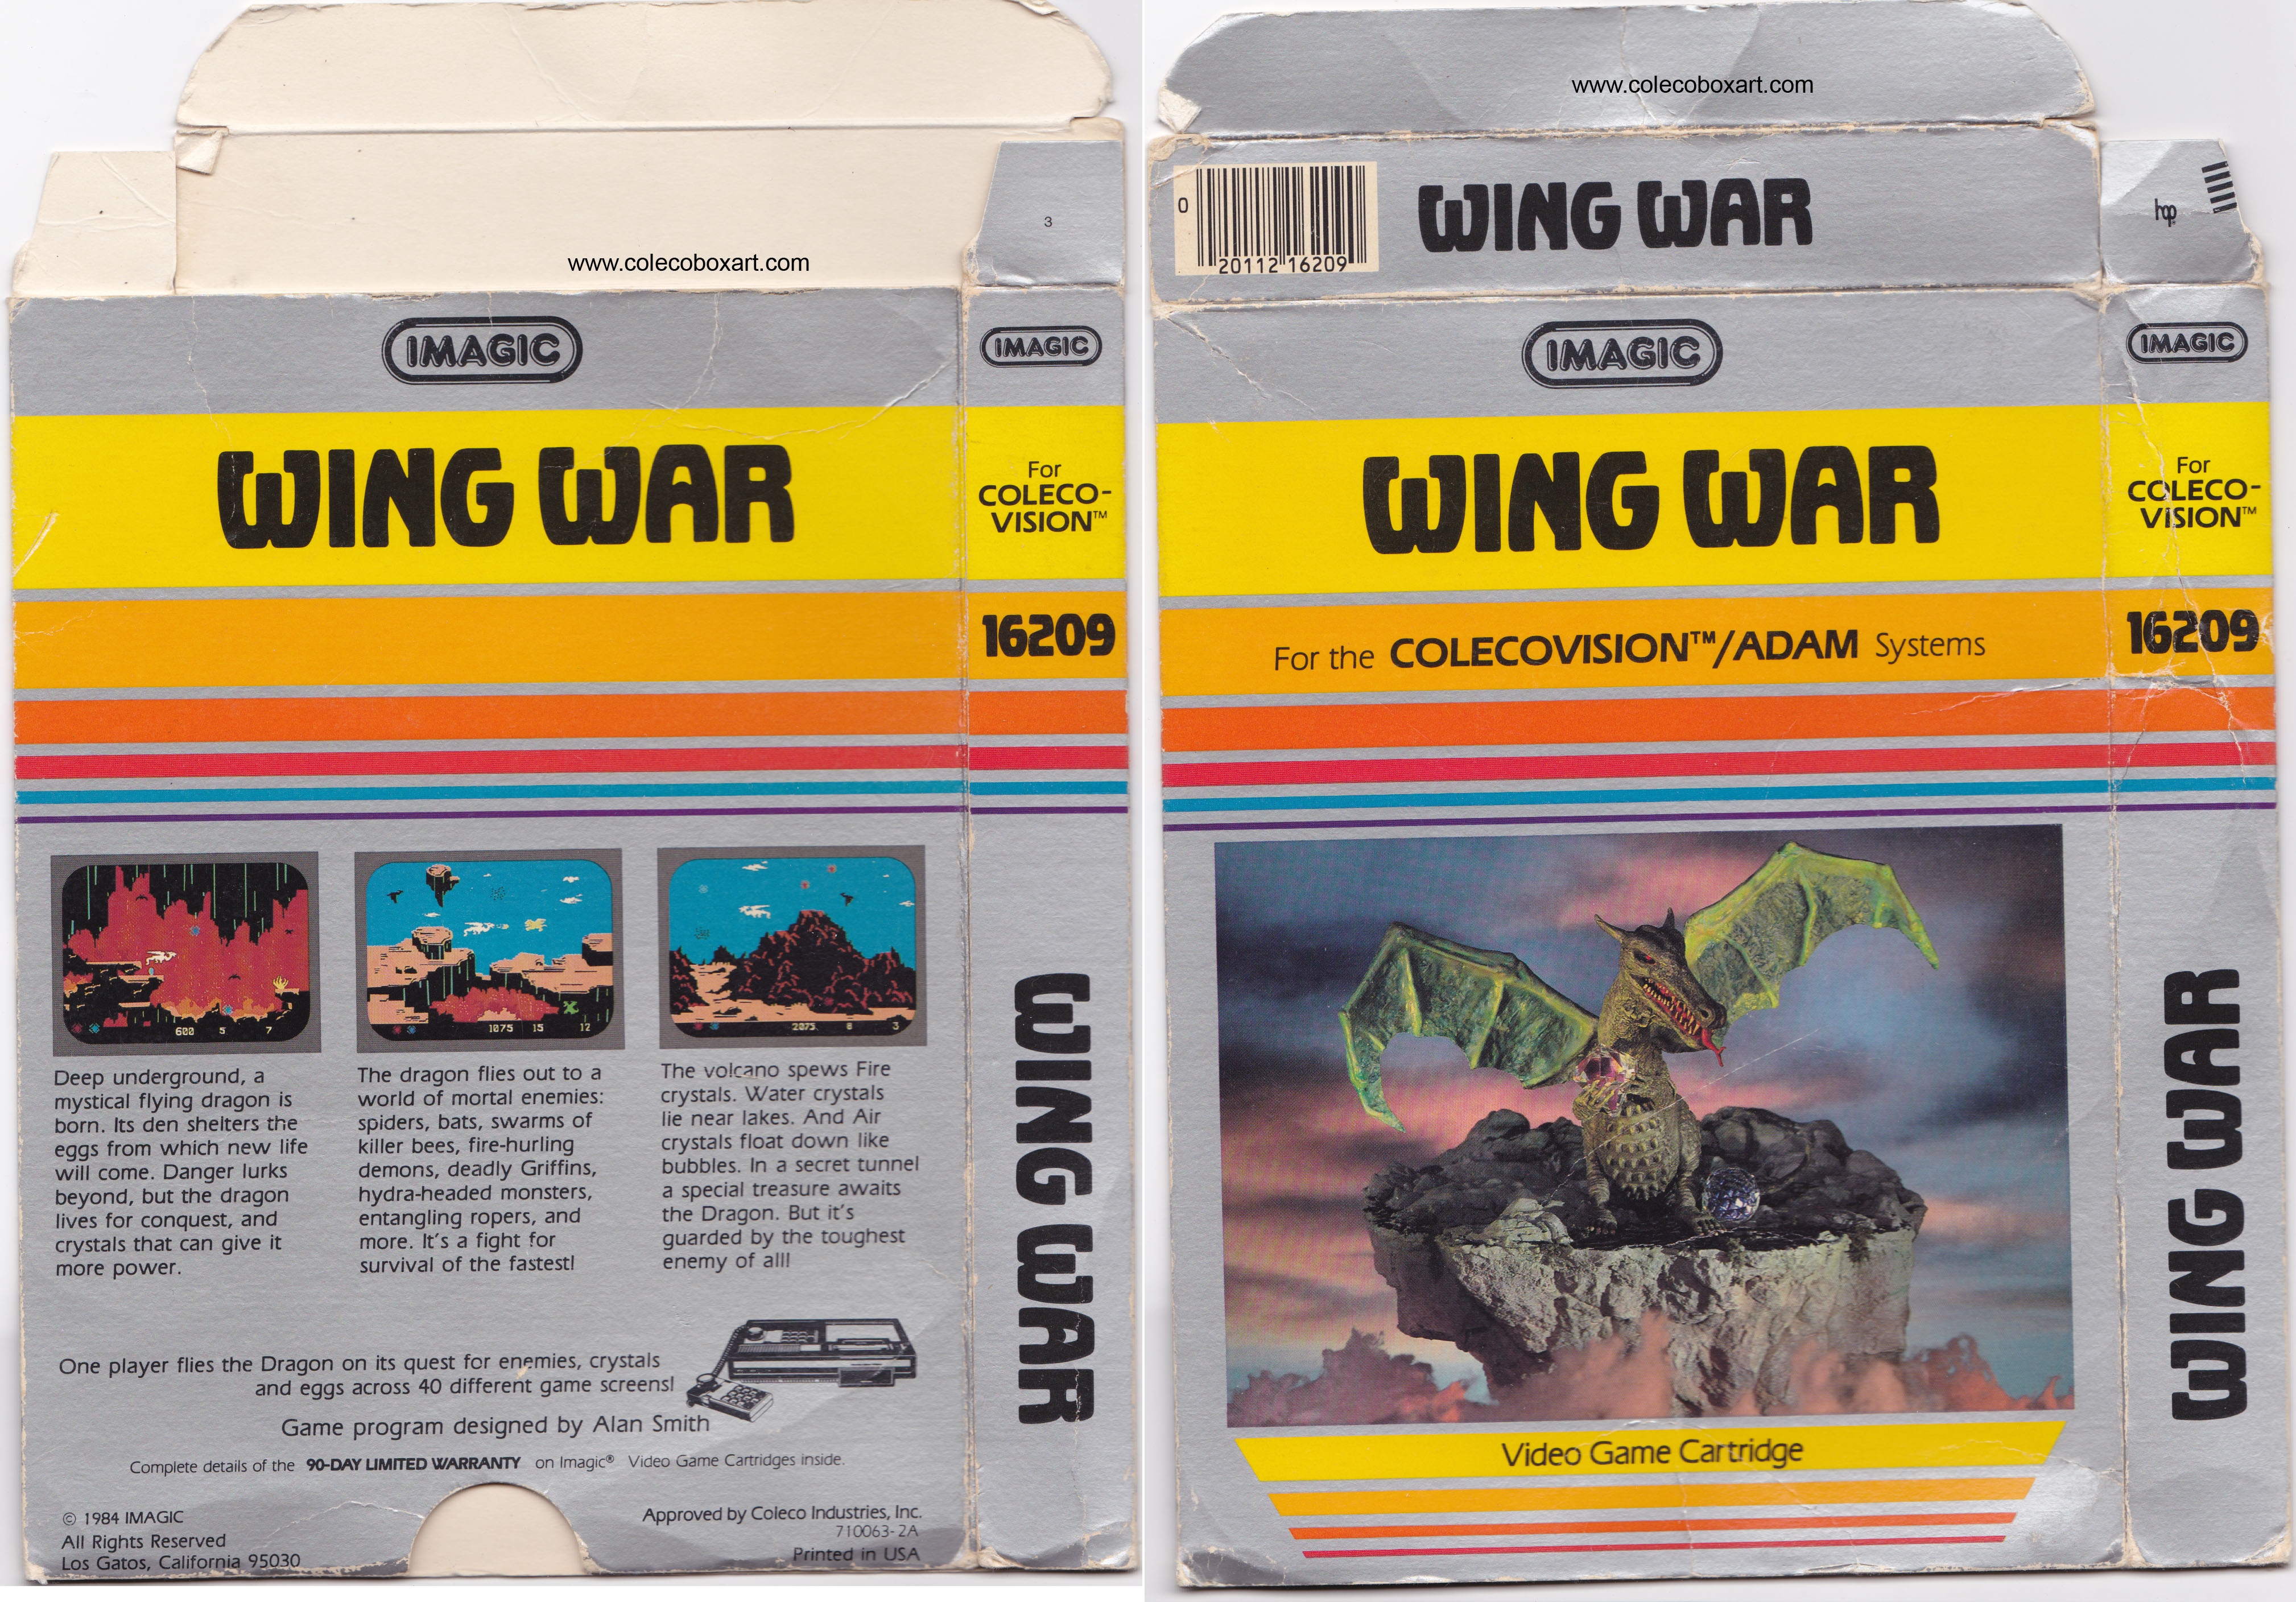 www.colecoboxart.com
3
IMAGIC
IMAGIC
WING WAR
For
COLECO-
VISION™
16209
600 5 7
1075 15 12
2075 8 3
Deep underground, a
mystical flying dragon is
born. Its den shelters the
eggs from which new life
will come. Danger lurks
beyond, but the dragon
lives for conquest, and
crystals that can give it
more power.
The dragon flies out to a
world of mortal enemies:
spiders, bats, swarms of
killer bees, fire-hurling
demons, deadly Griffins,
hydra-headed monsters,
entangling ropers, and
more. It's a fight for
survival of the fastest!
The volcano spews Fire
crystals. Water crystals
lie near lakes. And Air
crystals float down like
bubbles. In a secret tunnel
a special treasure awaits
the Dragon. But it's
guarded by the toughest
enemy of all!
WING WAR
One player flies the Dragon on its quest for enemies, crystals
and eggs across 40 different game screens!
Game program designed by Alan Smith
Complete details of the 90-DAY LIMITED WARRANTY on Imagic® Video Game Cartridges inside.
© 1984 IMAGIC
All Rights Reserved
Los Gatos, California 95030
Approved by Coleco Industries, Inc.
710063-2A
Printed in USA
www.colecoboxart.com
0
20112 16209
WING WAR
hop
IMAGIC
IMAGIC
WING WAR
For
COLECO-
VISION™
For the COLECOVISION™/ADAM Systems
16209
WING WAR
Video Game Cartridge